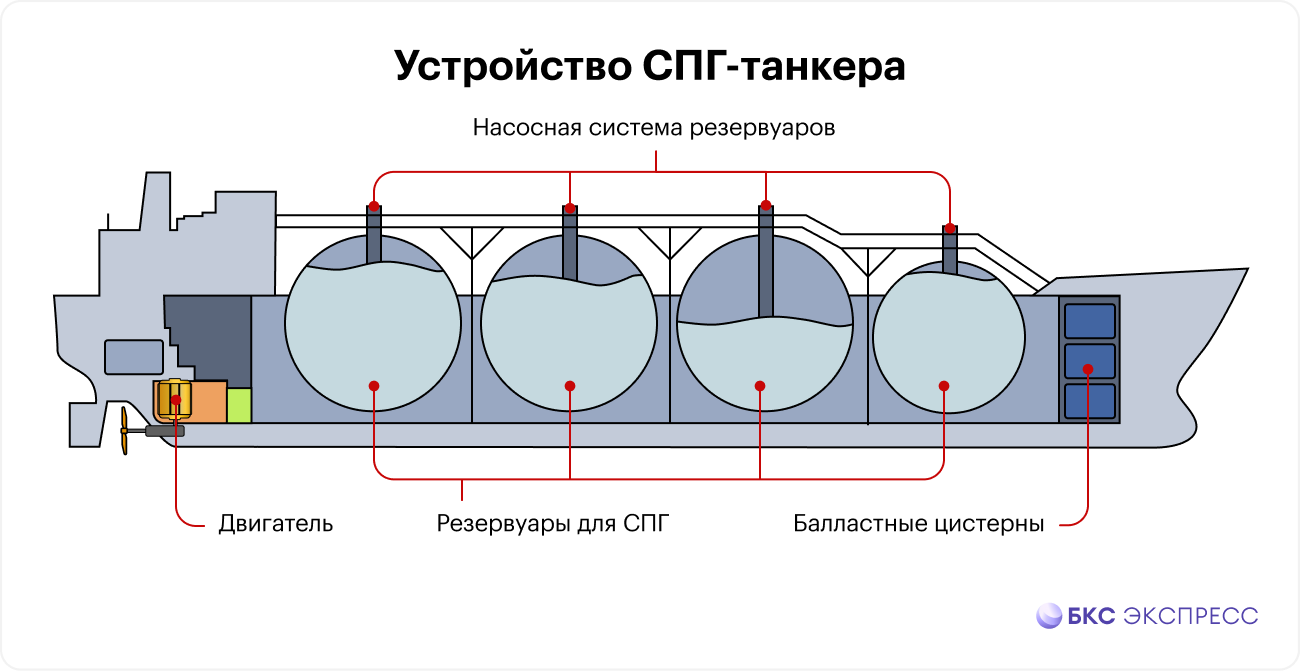 Устройство СПГ-танкера
Насосная система резервуаров
Двигатель
Резервуары для СПГ
Балластные цистерны
БКС ЭКСПРЕСС